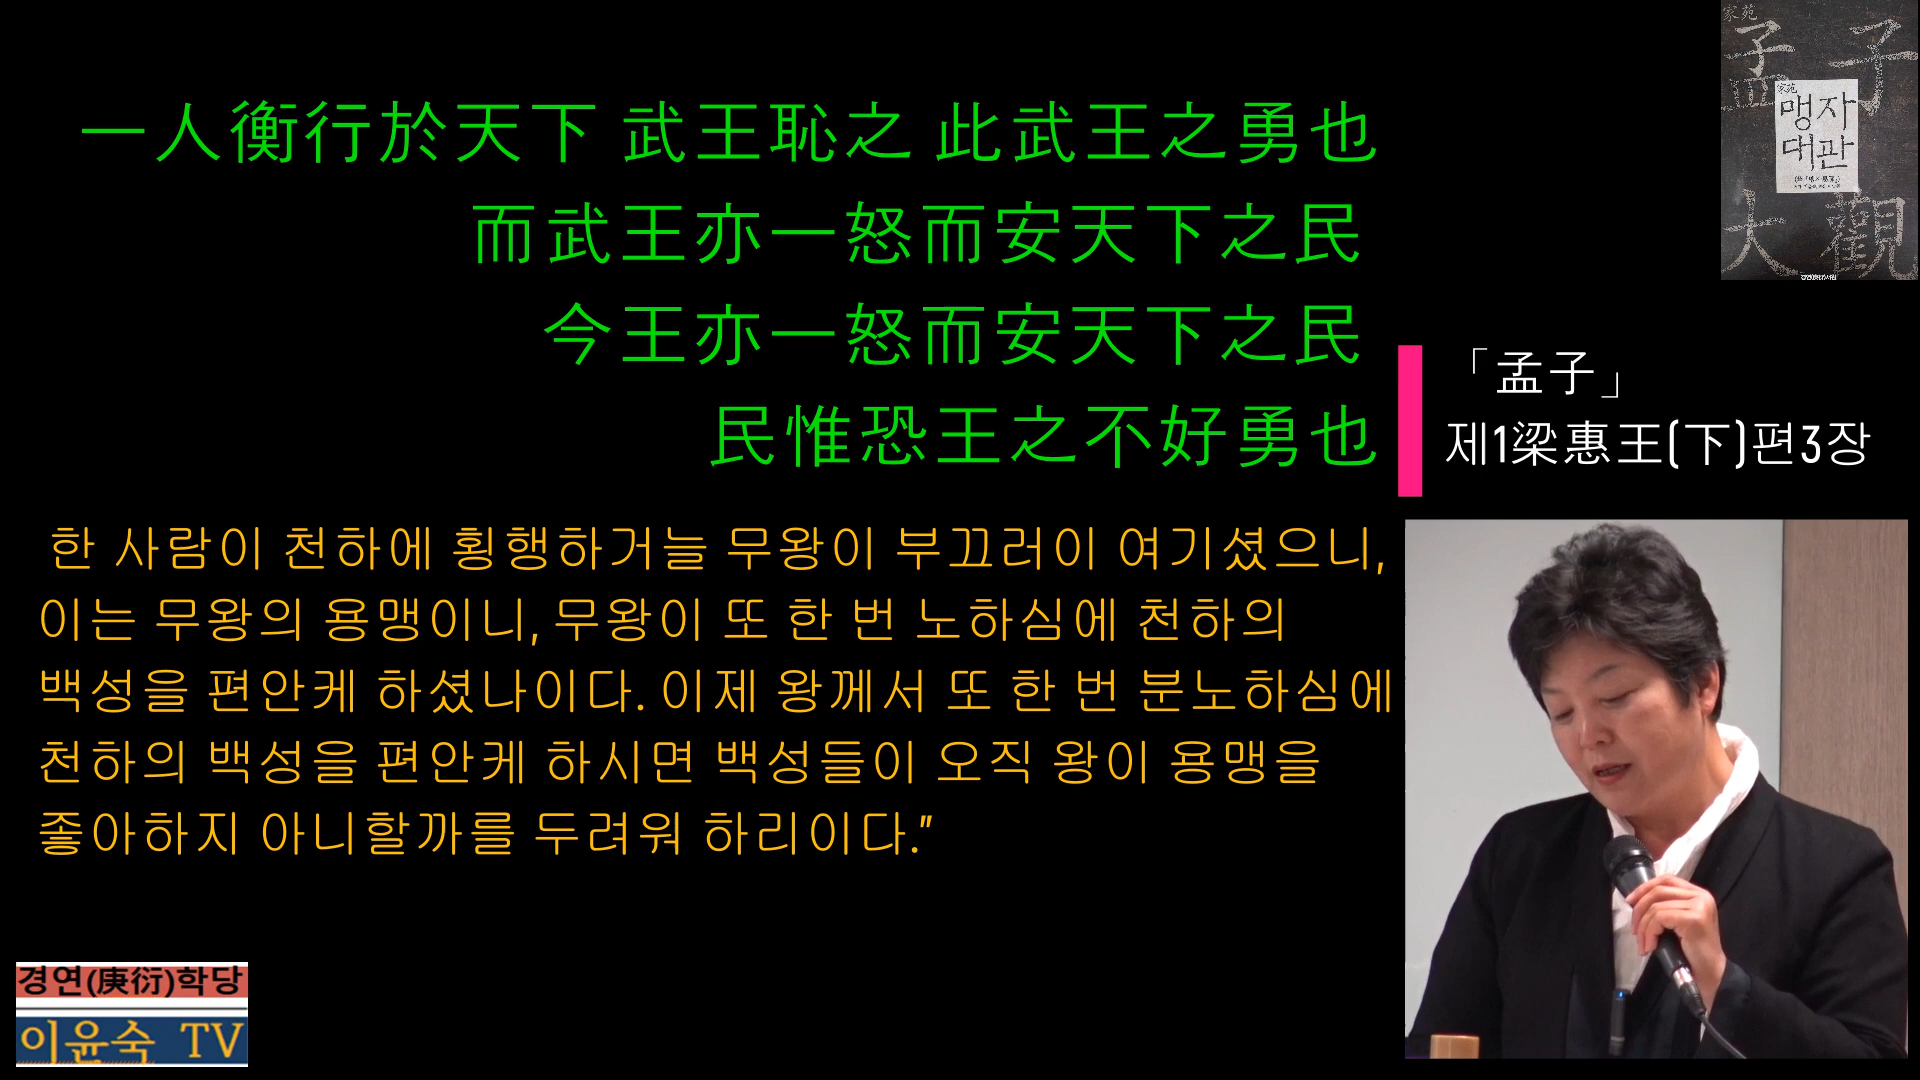 一人衡行於天下 武王恥之 此武王之勇也
而武王亦一怒而安天下之民
今王亦一怒而安天下之民
民惟恐王之不好勇也
「孟子」
제1梁惠王(下)편3장
한 사람이 천하에 횡행하거늘 무왕이 부끄러이 여기셨으니,
이는 무왕의 용맹이니, 무왕이 또 한 번 노하심에 천하의
백성을 편안케 하셨나이다. 이제 왕께서 또 한 번 분노하심에
천하의 백성을 편안케 하시면 백성들이 오직 왕이 용맹을
좋아하지 아니할까를 두려워 하리이다."
家苑
孟子
家苑
맹자
대관
大觀
경연(庚衍)학당
이윤숙 TV